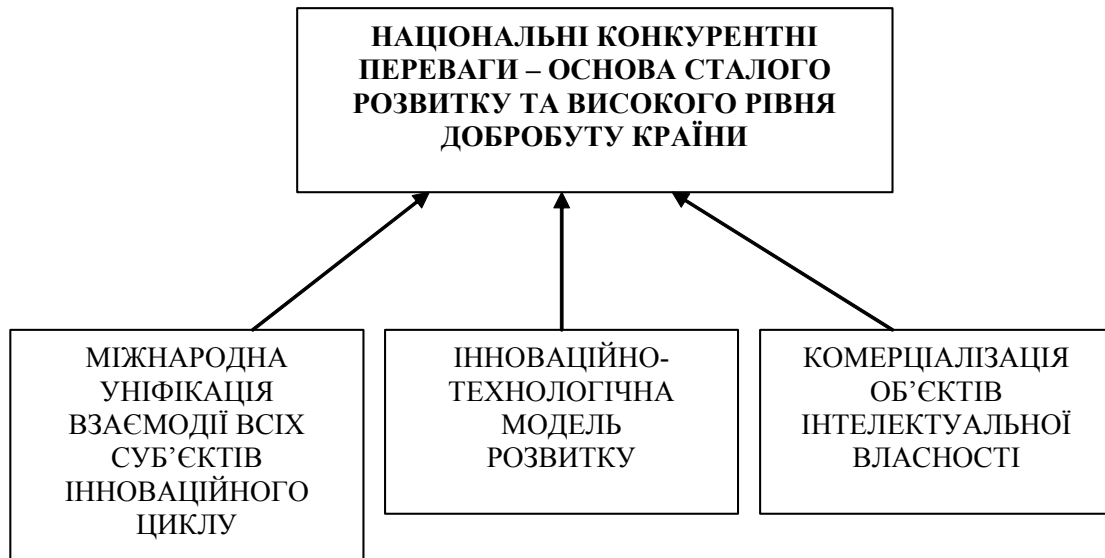 НАЦІОНАЛЬНІ КОНКУРЕНТНІ
ПЕРЕВАГИ – ОСНОВА СТАЛОГО
РОЗВИТКУ ТА ВИСОКОГО РІВНЯ
ДОБРОБУТУ КРАЇНИ
МІЖНАРОДНА
УНІФІКАЦІЯ
ВЗАЄМОДІЇ ВСІХ
СУБ’ЄКТІВ
ІННОВАЦІЙНОГО
ЦИКЛУ
ІННОВАЦІЙНО-
ТЕХНОЛОГІЧНА
МОДЕЛЬ
РОЗВИТКУ
КОМЕРЦІАЛІЗАЦІЯ
ОБ’ЄКТІВ
ІНТЕЛЕКТУАЛЬНОЇ
ВЛАСНОСТІ